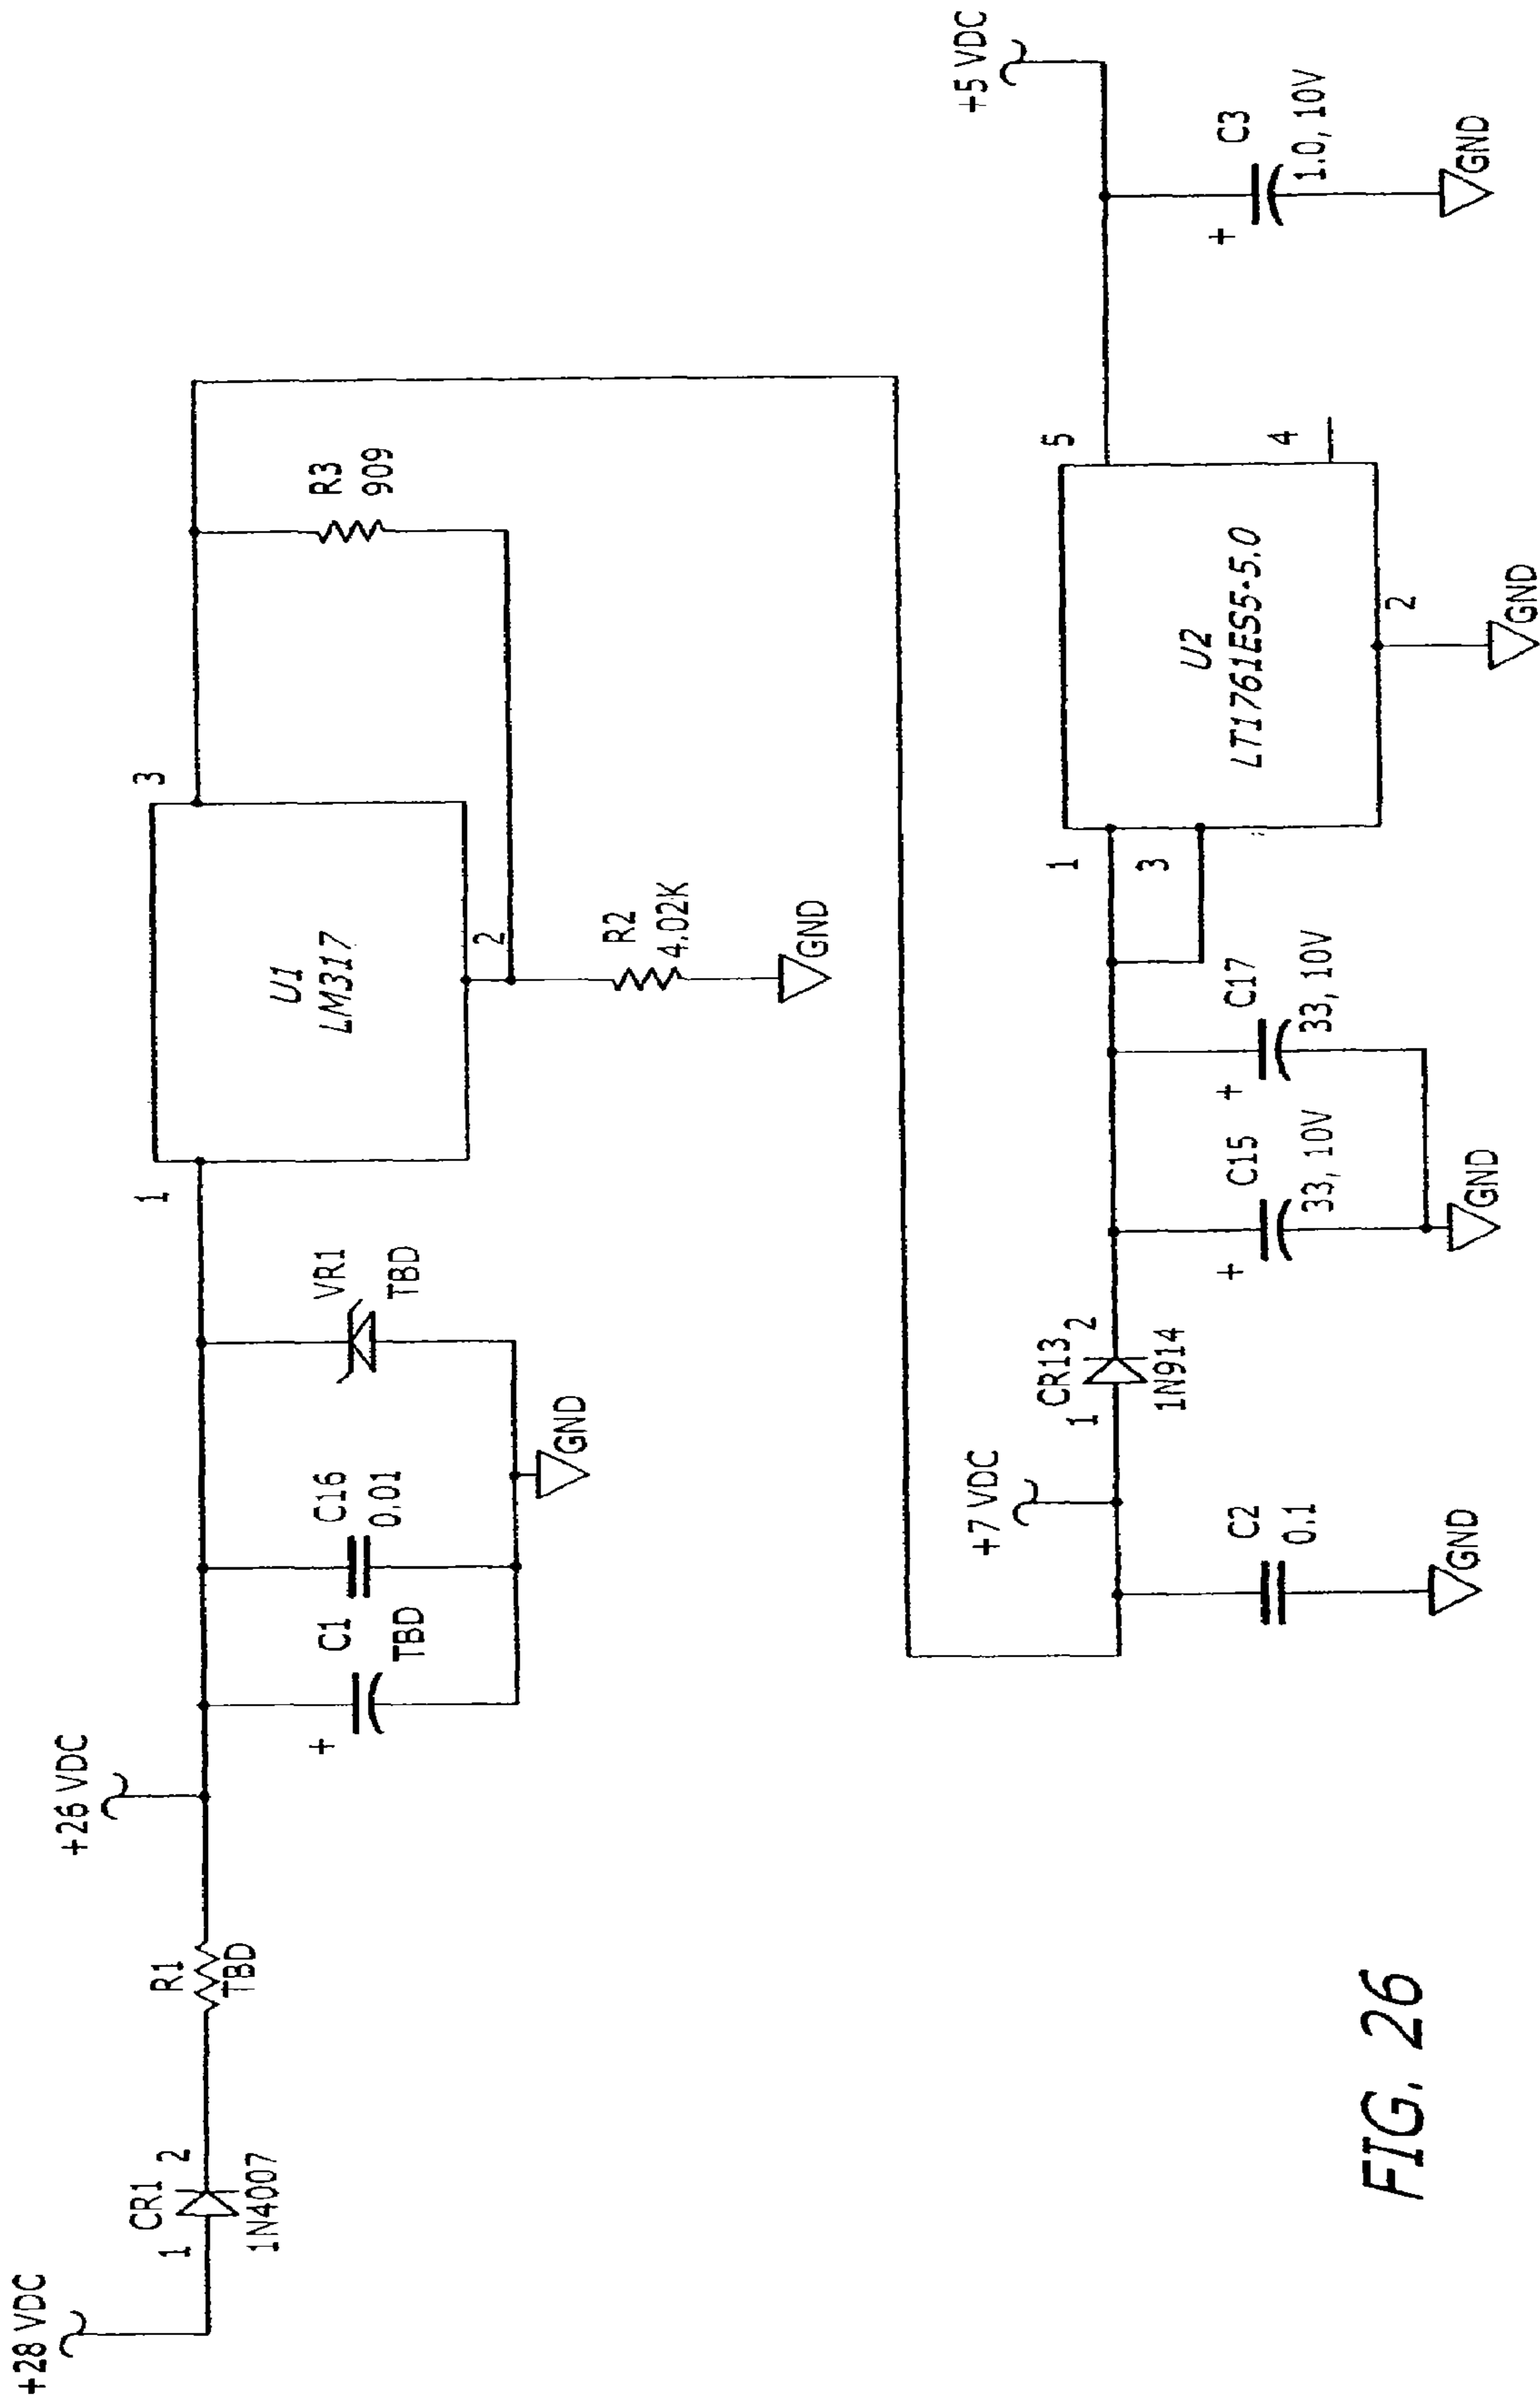 +28 VDC
CR1
1
2
1N4007
R1
TBD
+26 VDC
C1
TBD
+
C16
0.01
VR1
TBD
GND
1
U1
LM317
3
2
R3
909
R2
4.02K
GND
+7 VDC
C2
0.1
GND
CR13
1
2
1N914
+
C15
33, 10V
+
C17
33, 10V
GND
1
3
U2
LT1761ES5-5.0
5
4
2
GND
+5 VDC
+
C3
1.0, 10V
GND
FIG. 26